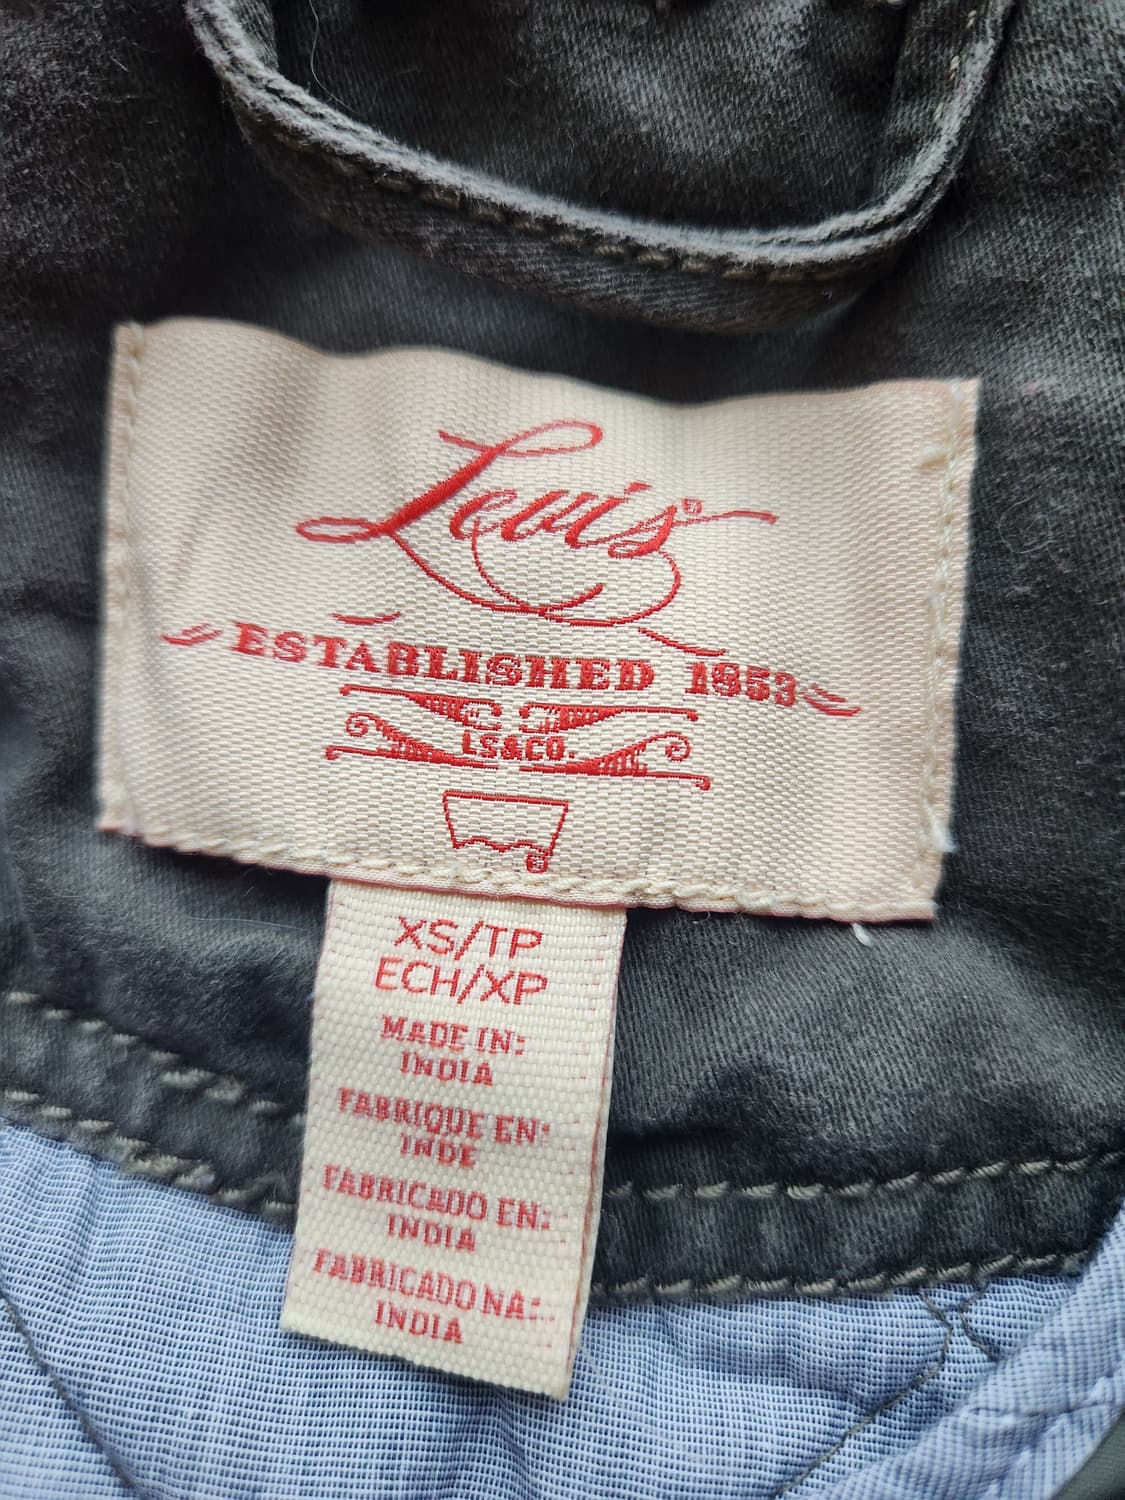 Levi's®
ESTABLISHED 1853
LS&CO.
XS/TP
ECH/XP
MADE IN:
INDIA
FABRIQUE EN:
INDE
FABRICADO EN:
INDIA
FABRICADO NA:
INDIA